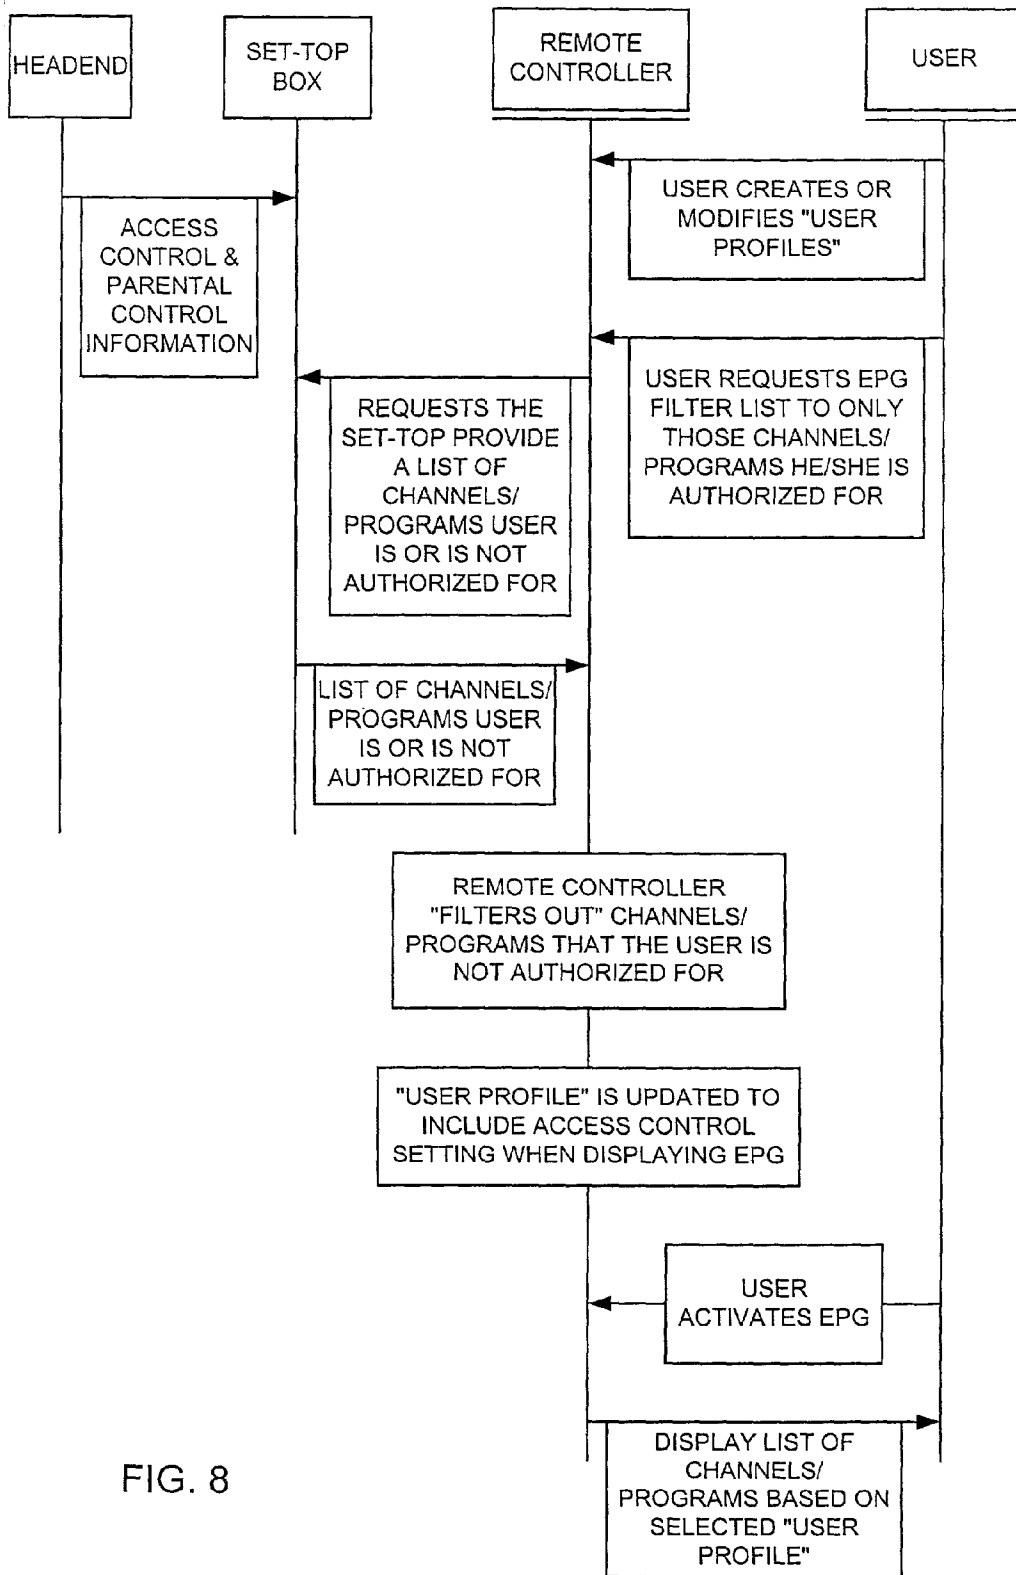 HEADEND
SET-TOP
BOX
REMOTE
CONTROLLER
USER
USER CREATES OR
MODIFIES "USER
PROFILES"
ACCESS
CONTROL &
PARENTAL
CONTROL
INFORMATION
USER REQUESTS EPG
FILTER LIST TO ONLY
THOSE CHANNELS/
PROGRAMS HE/SHE IS
AUTHORIZED FOR
REQUESTS THE
SET-TOP PROVIDE
A LIST OF
CHANNELS/
PROGRAMS USER
IS OR IS NOT
AUTHORIZED FOR
LIST OF CHANNELS/
PROGRAMS USER
IS OR IS NOT
AUTHORIZED FOR
REMOTE CONTROLLER
"FILTERS OUT" CHANNELS/
PROGRAMS THAT THE USER IS
NOT AUTHORIZED FOR
"USER PROFILE" IS UPDATED TO
INCLUDE ACCESS CONTROL
SETTING WHEN DISPLAYING EPG
USER
ACTIVATES EPG
DISPLAY LIST OF
CHANNELS/
PROGRAMS BASED ON
SELECTED "USER
PROFILE"
FIG. 8